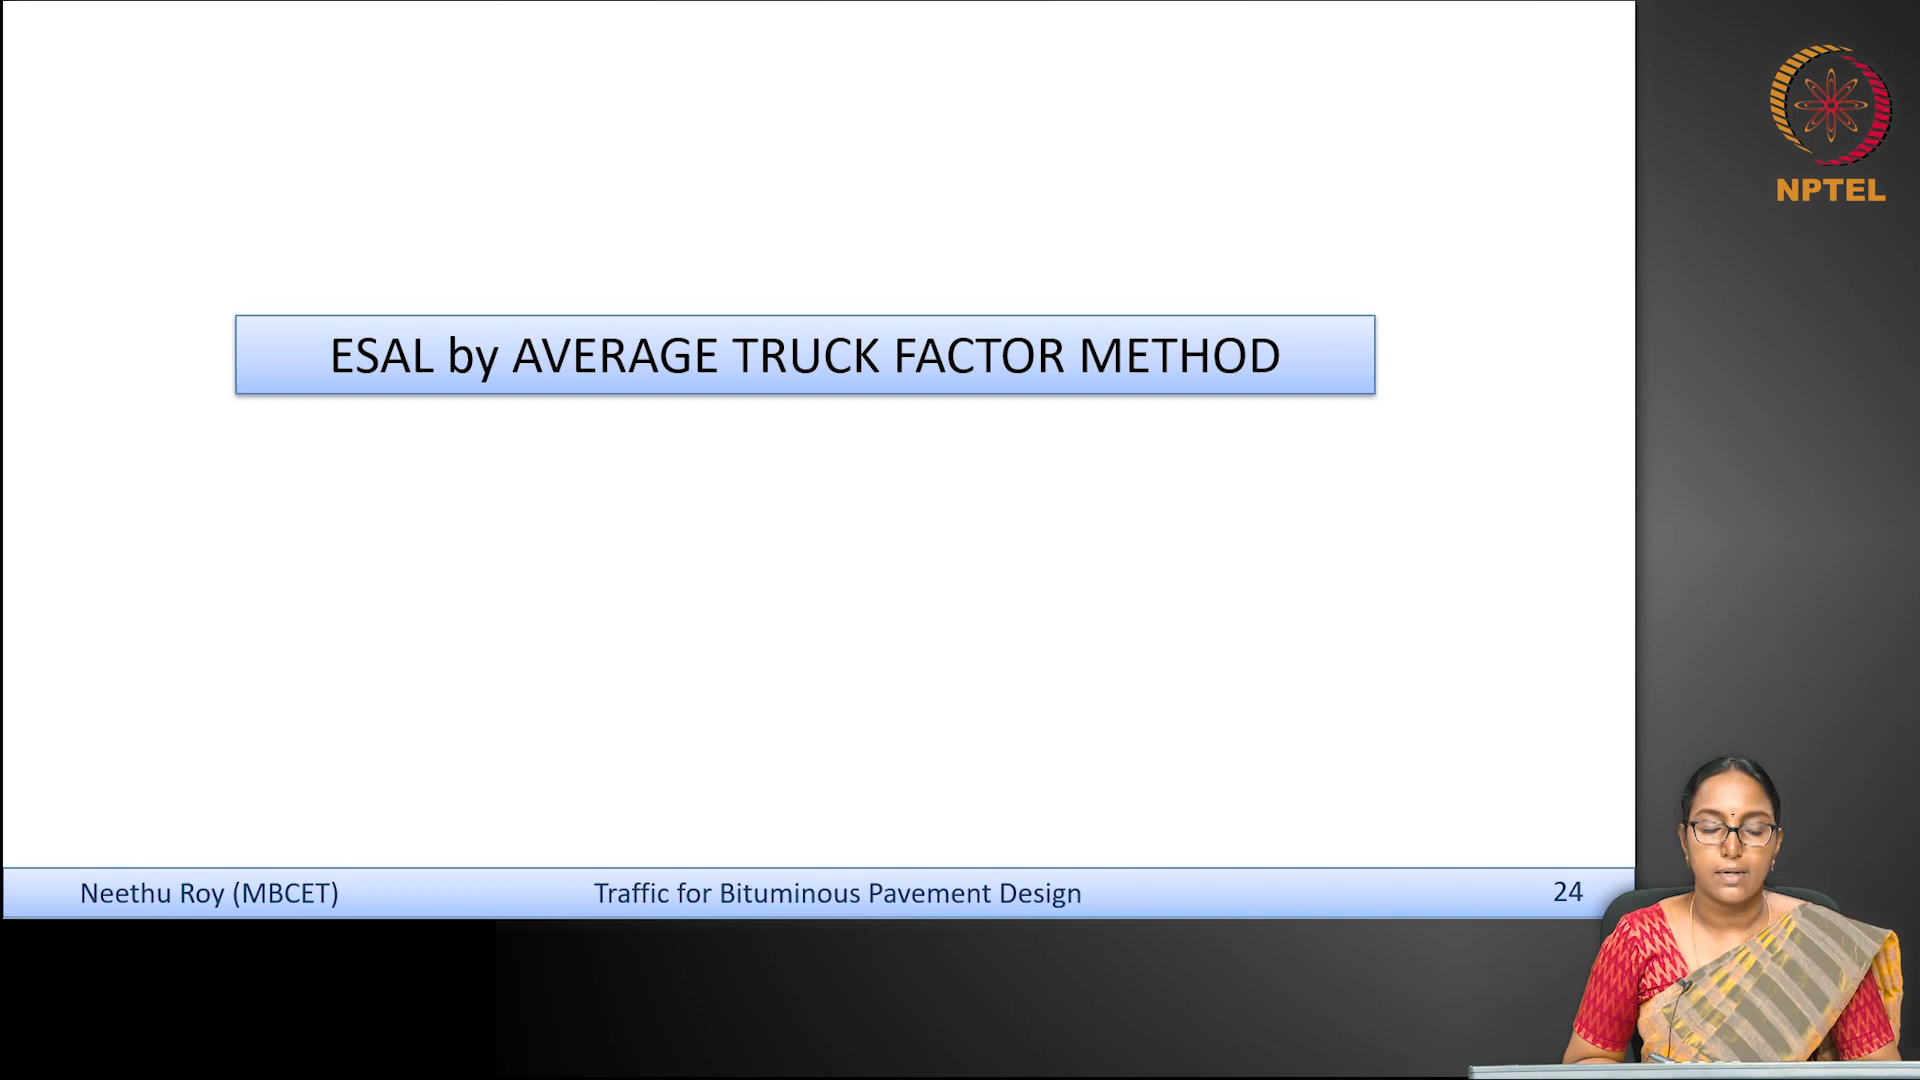 NPTEL
ESAL by AVERAGE TRUCK FACTOR METHOD
Neethu Roy (MBCET) Traffic for Bituminous Pavement Design 24